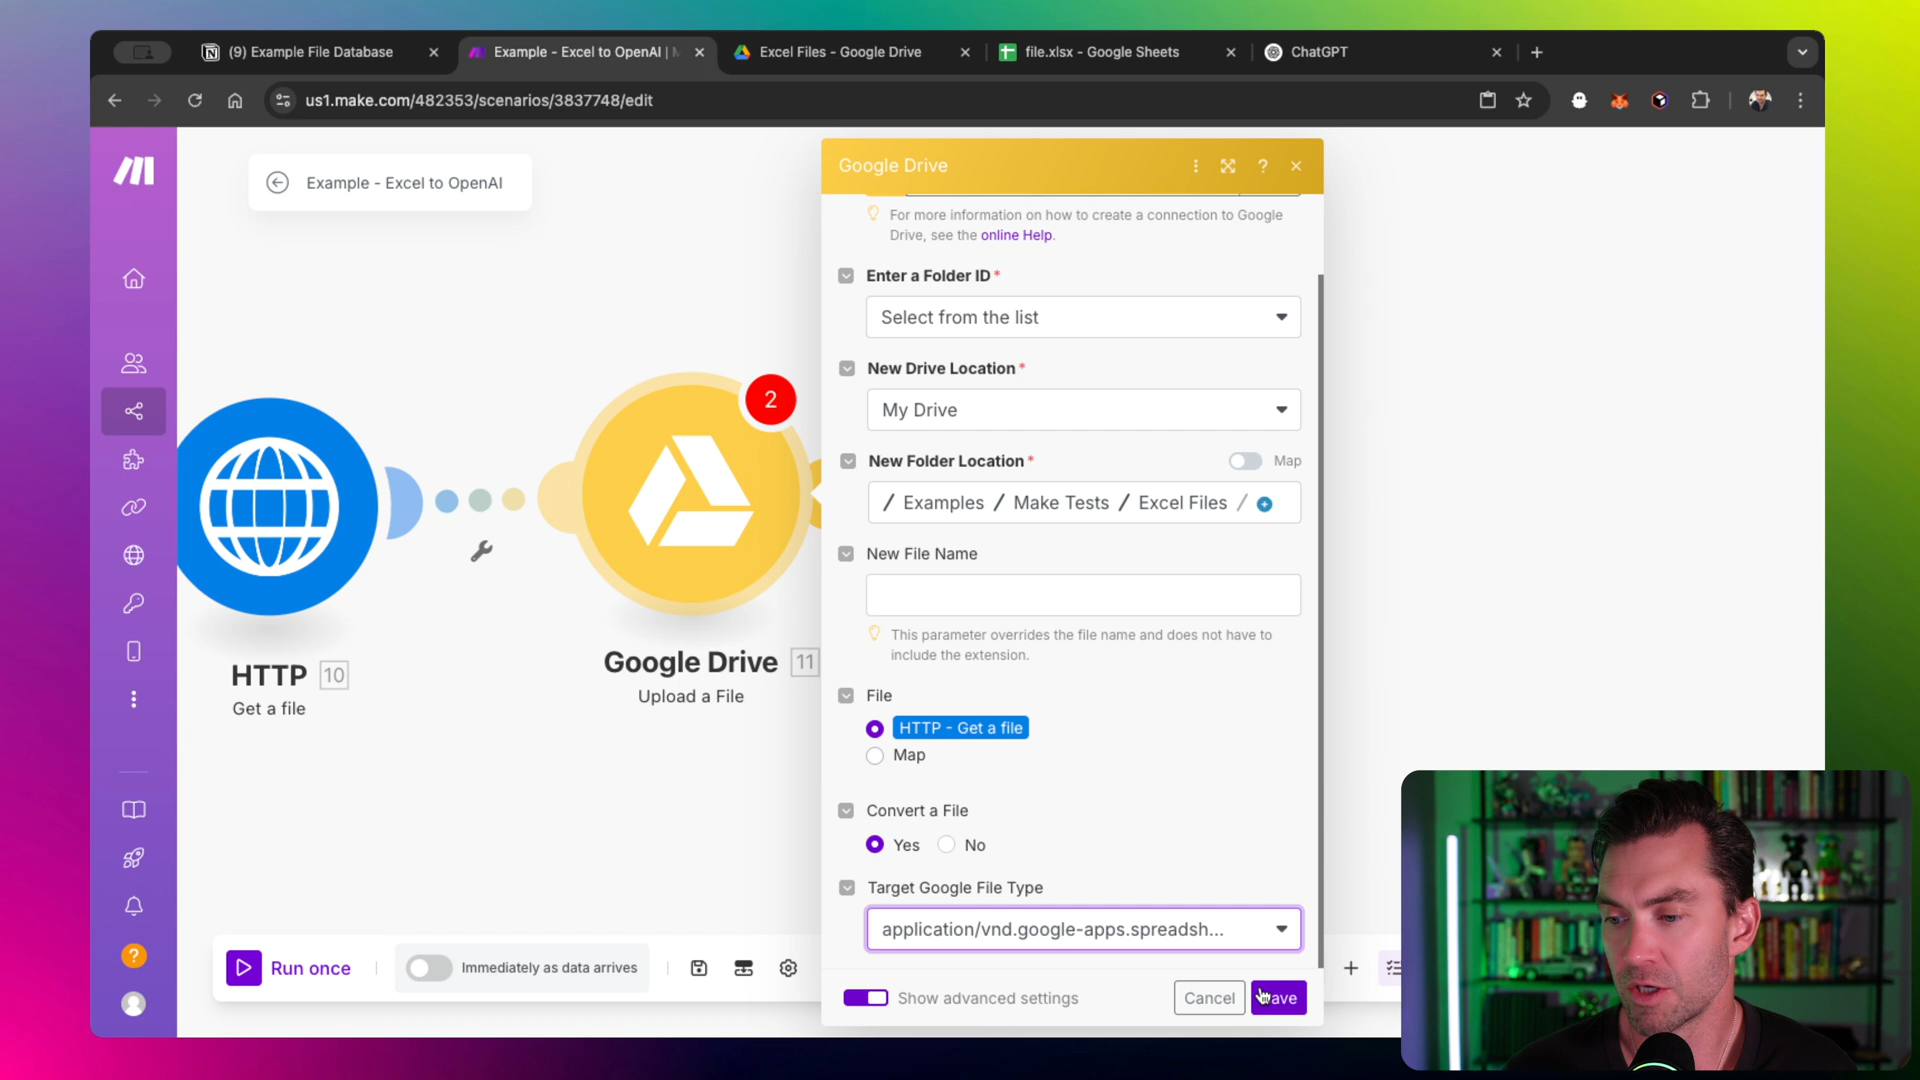 (9) Example File Database
Example - Excel to OpenAI | M
Excel Files - Google Drive
file.xlsx - Google Sheets
ChatGPT
us1.make.com/482353/scenarios/3837748/edit
Example - Excel to OpenAI
Google Drive
For more information on how to create a connection to Google
Drive, see the online Help.
Enter a Folder ID *
Select from the list
New Drive Location *
My Drive
New Folder Location *
Map
/ Examples / Make Tests / Excel Files /
New File Name
This parameter overrides the file name and does not have to
include the extension.
File
HTTP - Get a file
Map
Convert a File
Yes
No
Target Google File Type
application/vnd.google-apps.spreadsh...
Show advanced settings
Cancel
ave
2
HTTP 10
Get a file
Google Drive 11
Upload a File
Run once
Immediately as data arrives